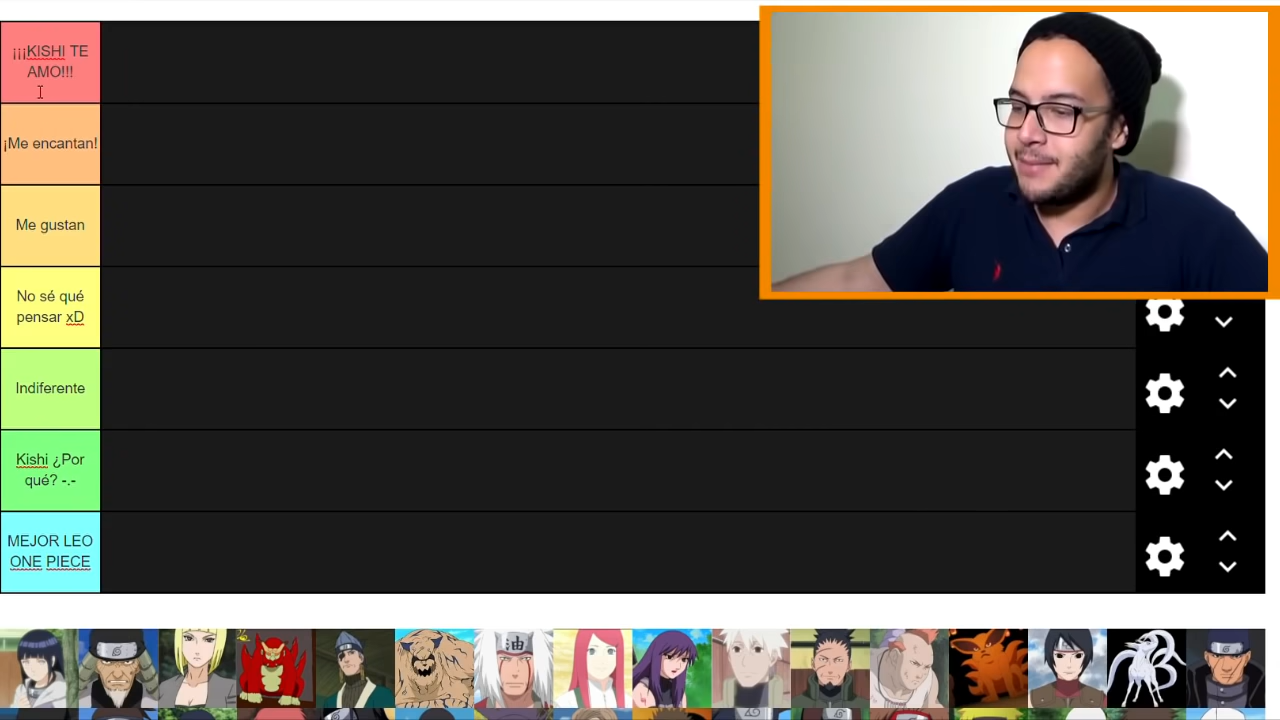 ¡¡¡KISHI TE
AMO!!!
¡Me encantan!
Me gustan
No sé qué
pensar xD
Indiferente
Kishi ¿Por
qué? -.-
MEJOR LEO
ONE PIECE
油